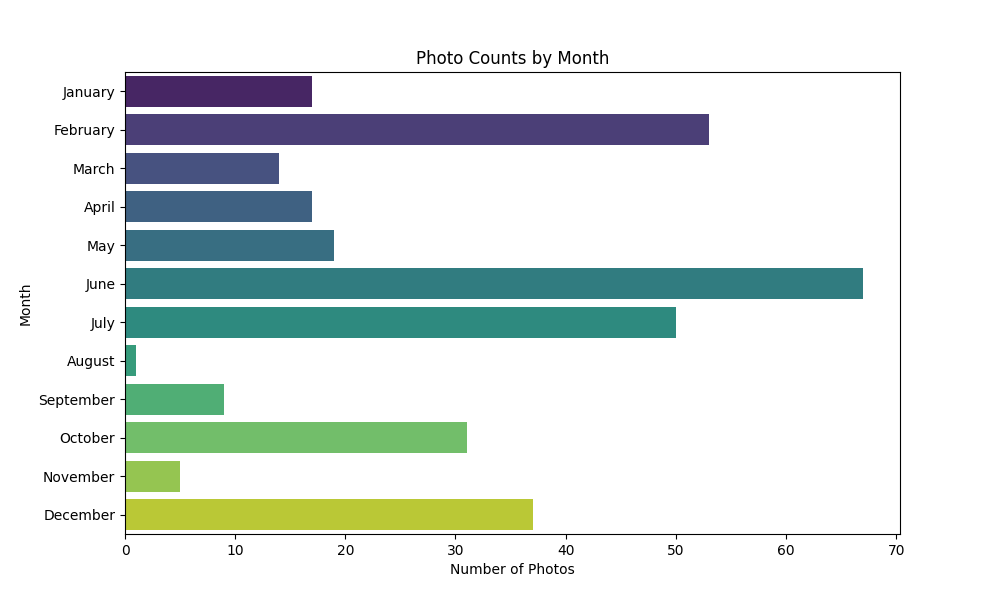 Photo Counts by Month
January
February
March
April
May
June
July
August
September
October
November
December
Month
0 10 20 30 40 50 60 70
Number of Photos